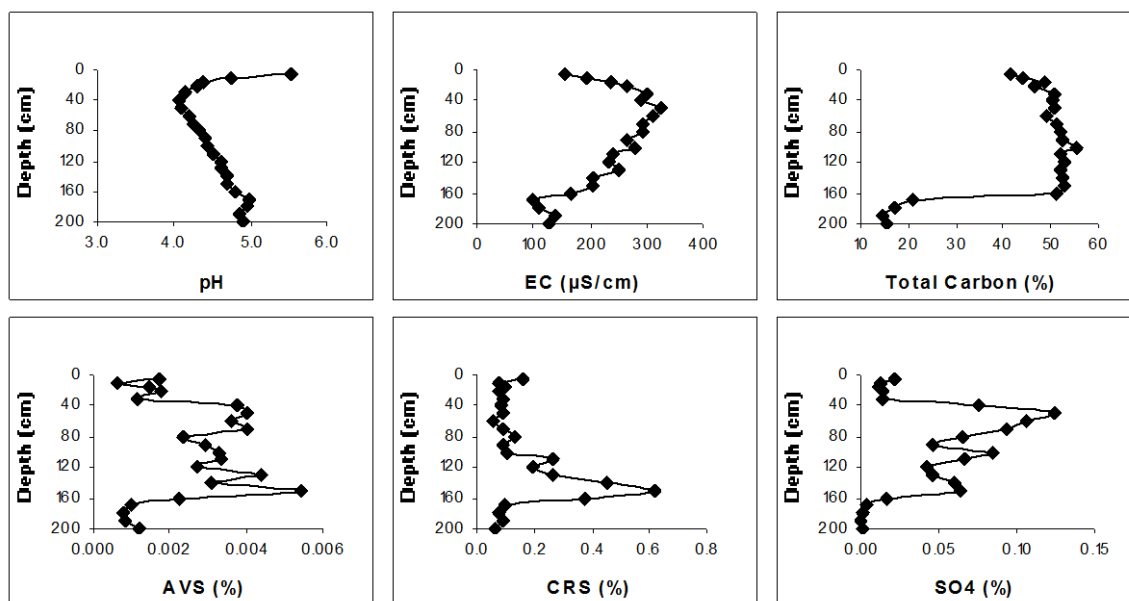 0
40
80
120
160
200
Depth (cm)
3.0 4.0 5.0 6.0
pH
0
40
80
120
160
200
Depth (cm)
0 100 200 300 400
EC (µS/cm)
0
40
80
120
160
200
Depth (cm)
10 20 30 40 50 60
Total Carbon (%)
0
40
80
120
160
200
Depth (cm)
0.000 0.002 0.004 0.006
AVS (%)
0
40
80
120
160
200
Depth (cm)
0.0 0.2 0.4 0.6 0.8
CRS (%)
0
40
80
120
160
200
Depth (cm)
0.00 0.05 0.10 0.15
SO4 (%)